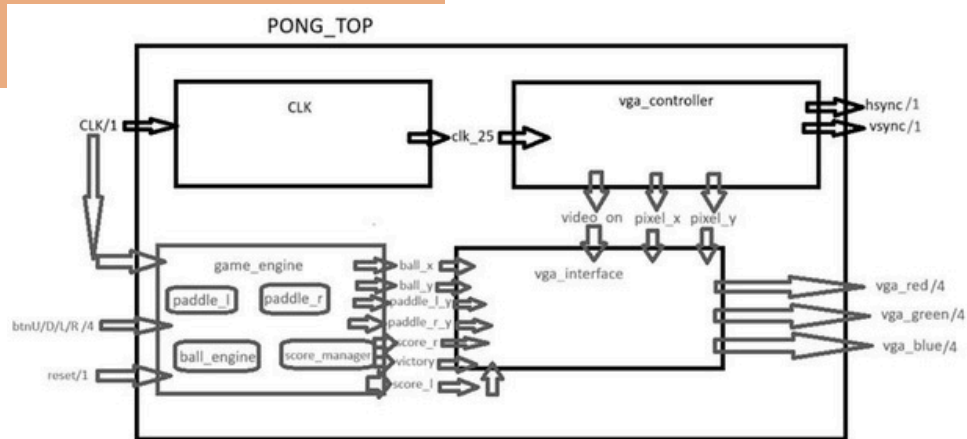 PONG_TOP
CLK/1
CLK
clk_25
vga_controller
hsync/1
vsync/1
video_on
pixel_x
pixel_y
game_engine
paddle_l
paddle_r
ball_engine
score_manager
btnU/D/L/R/4
reset/1
ball_x
ball_y
paddle_l_y
paddle_r_y
score_r
victory
score_l
vga_interface
vga_red/4
vga_green/4
vga_blue/4